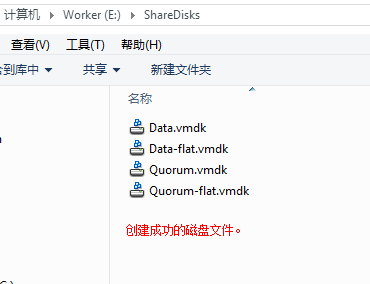 计算机 ▸ Worker (E:) ▸ ShareDisks
查看(V) 工具(T) 帮助(H)
含到库中 共享 新建文件夹
名称
Data.vmdk
Data-flat.vmdk
Quorum.vmdk
Quorum-flat.vmdk
创建成功的磁盘文件。